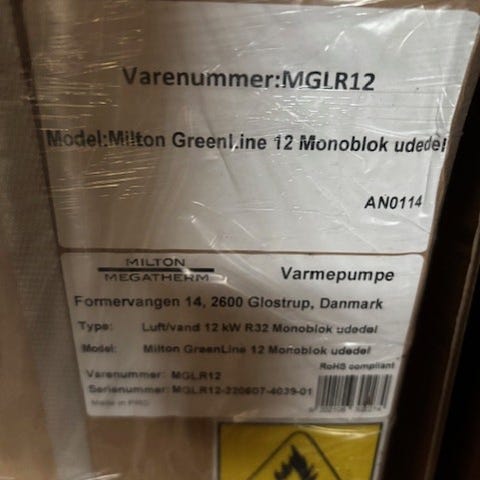 Varenummer:MGLR12
Model:Milton GreenLine 12 Monoblok udedel
AN0114
MILTON
MEGATHERM
Varmepumpe
Formervangen 14, 2600 Glostrup, Danmark
Type: Luft/vand 12 kW R32 Monoblok udedel
Model: Milton GreenLine 12 Monoblok udedel
RoHS compliant
Varenummer: MGLR12
Serienummer: MGLR12-320607-4039-01
Made in PRC